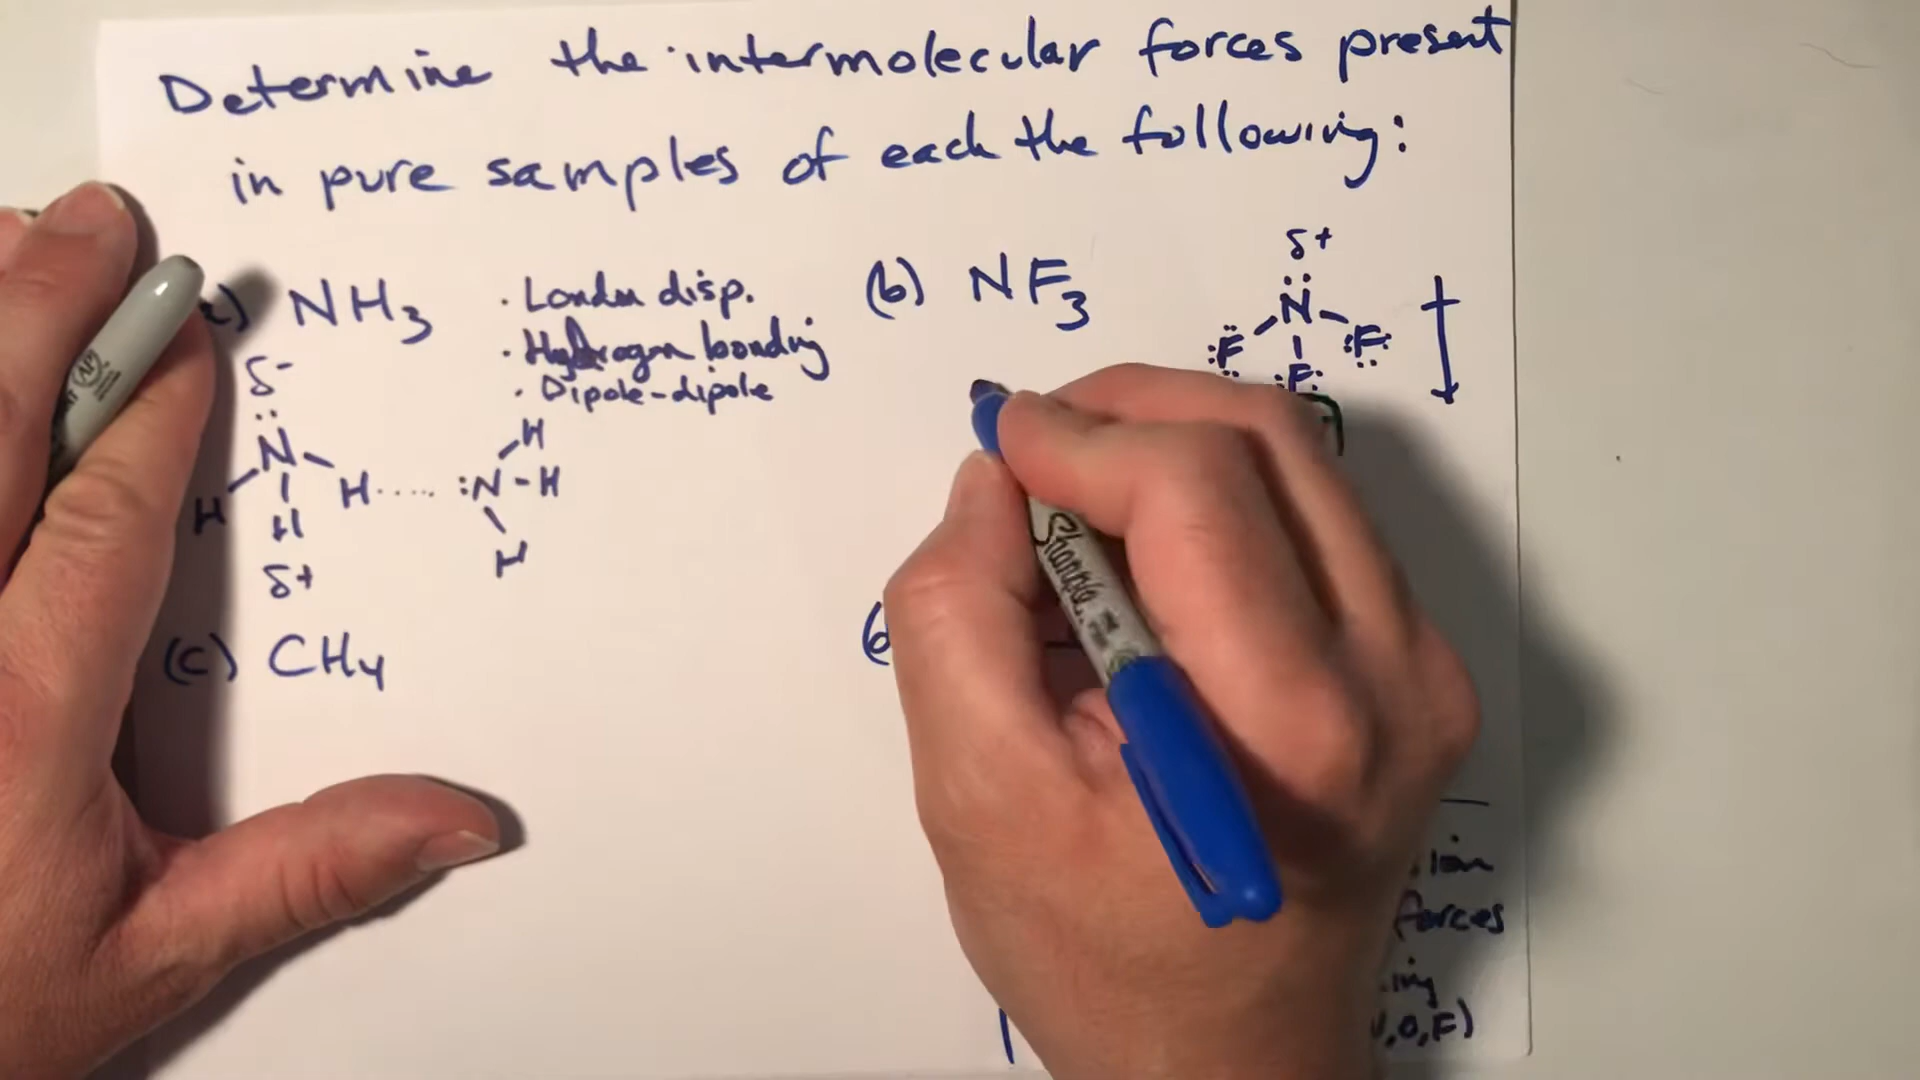 Determine the intermolecular forces present
in pure samples of each the following:
) NH3
· London disp.
· Hydrogen bonding
· Dipole-dipole
δ-
N
H
H
H
δ+
:N
H
H
H
(b) NF3
δ+
N
F
F
F
(c) CH4
(
Sharpie
forces
,O,F)